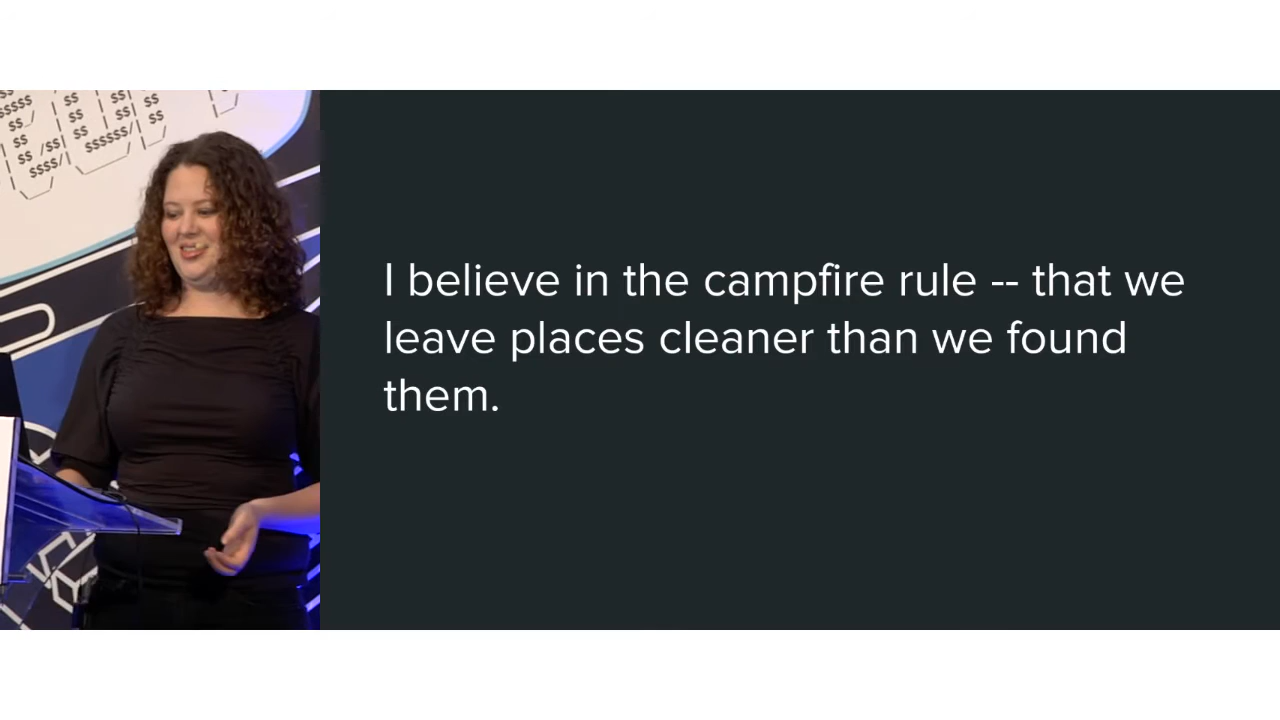 I believe in the campfire rule -- that we
leave places cleaner than we found
them.